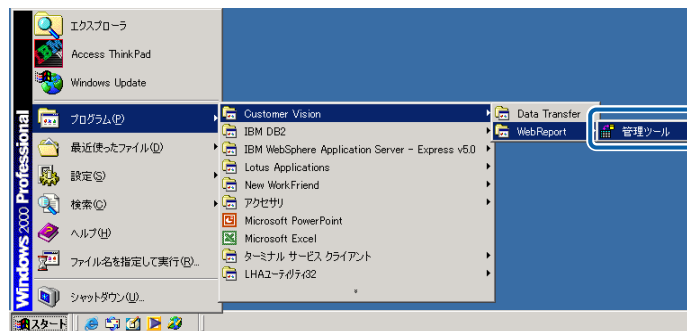 エクスプローラ
Access ThinkPad
Windows Update
プログラム(P)
最近使ったファイル(D)
設定(S)
検索(C)
ヘルプ(H)
ファイル名を指定して実行(R)...
シャットダウン(U)...
Windows 2000 Professional
Customer Vision
IBM DB2
IBM WebSphere Application Server - Express v5.0
Lotus Applications
New WorkFriend
アクセサリ
Microsoft PowerPoint
Microsoft Excel
ターミナル サービス クライアント
LHAユーティリティ32
Data Transfer
WebReport
管理ツール
スタート